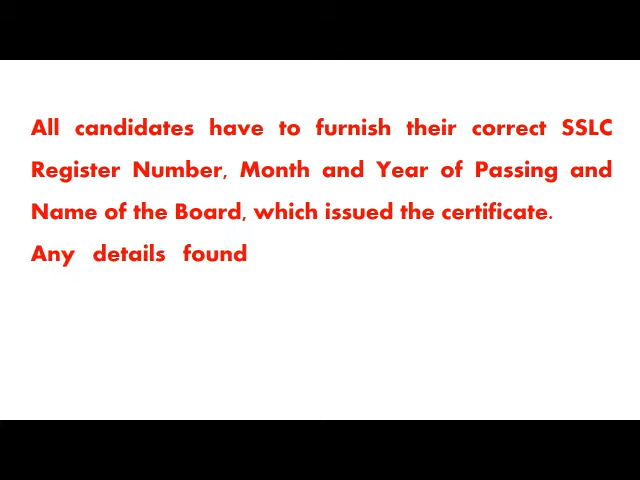 All candidates have to furnish their correct SSLC
Register Number, Month and Year of Passing and
Name of the Board, which issued the certificate.
Any details found